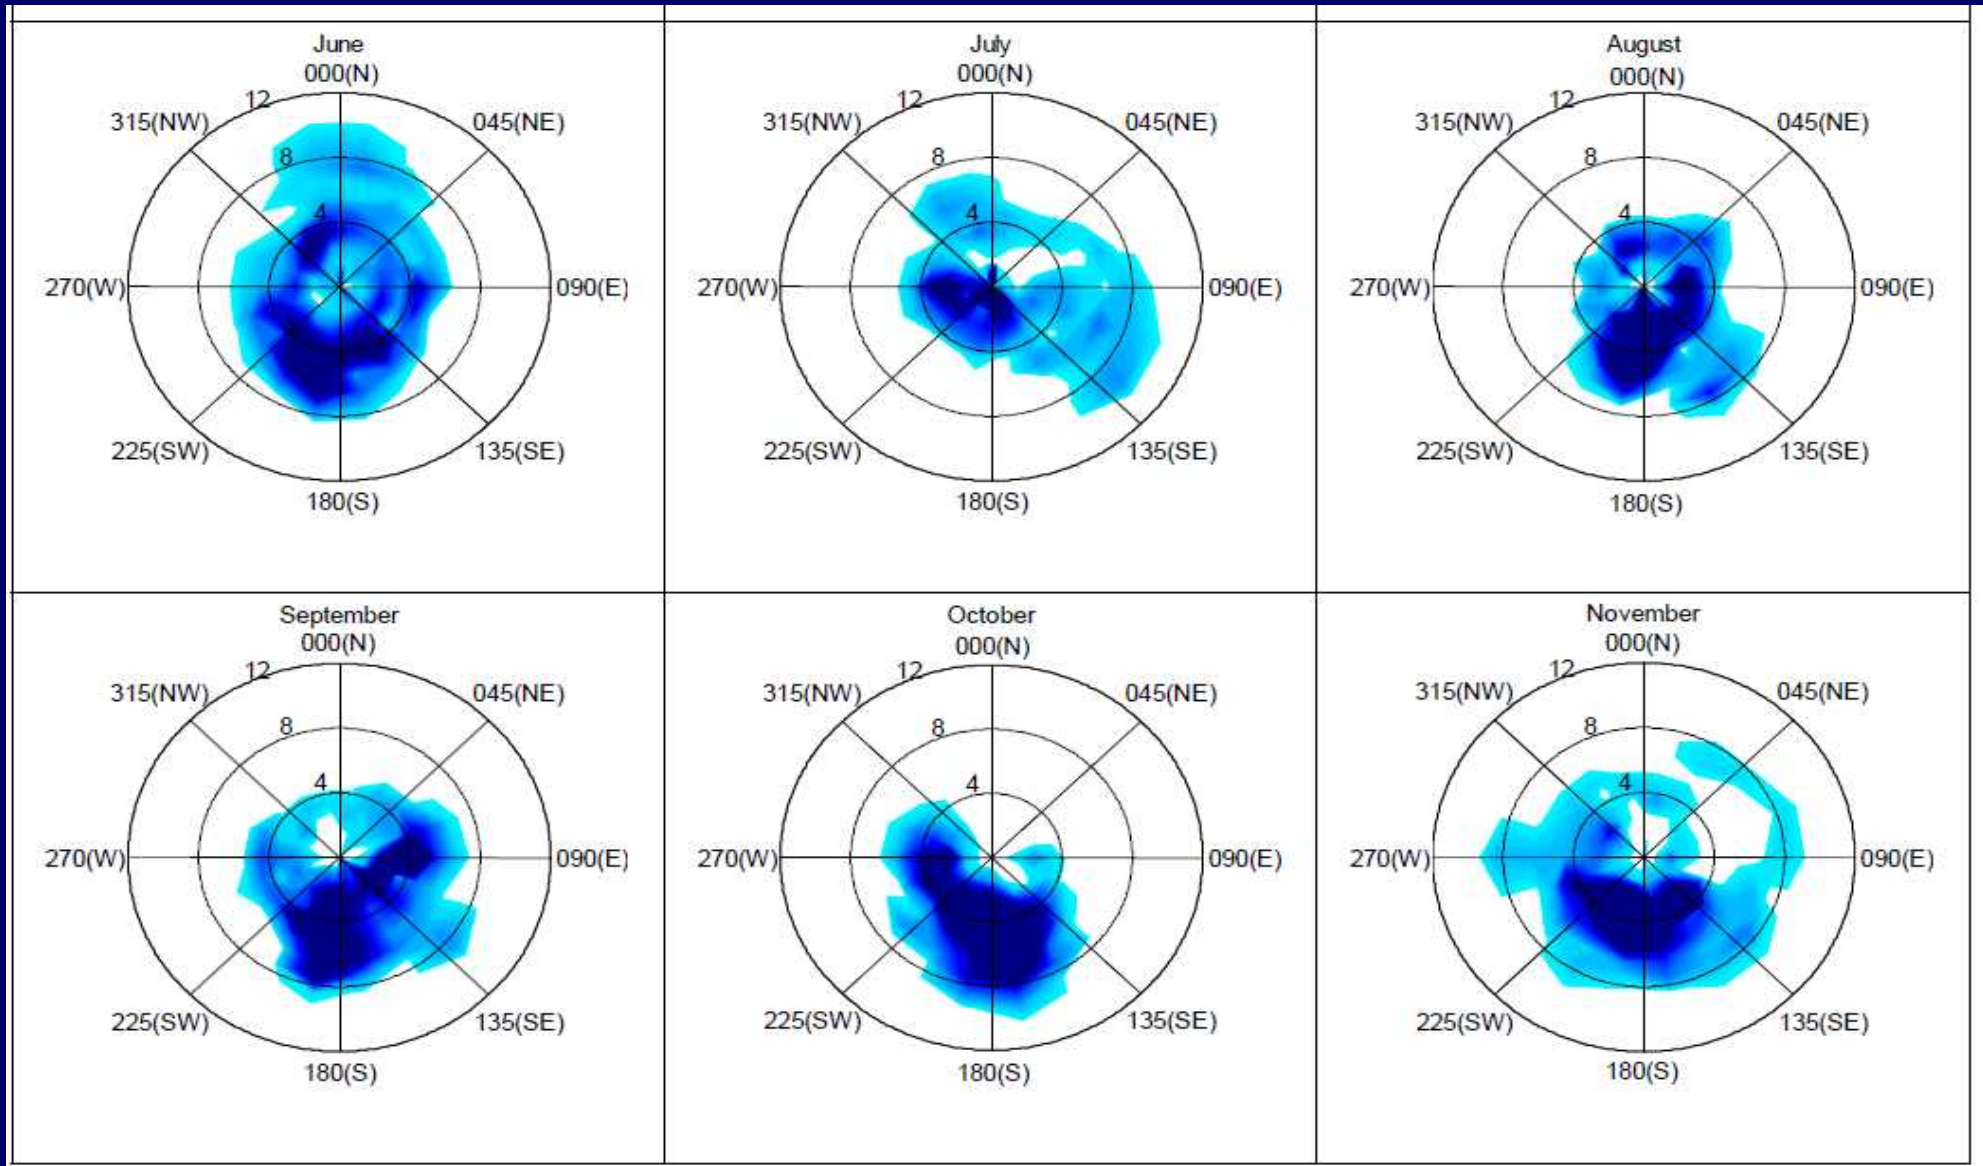 June
000(N)
12
315(NW)
045(NE)
8
4
270(W)
090(E)
225(SW)
135(SE)
180(S)
July
000(N)
12
315(NW)
045(NE)
8
4
270(W)
090(E)
225(SW)
135(SE)
180(S)
August
000(N)
12
315(NW)
045(NE)
8
4
270(W)
090(E)
225(SW)
135(SE)
180(S)
September
000(N)
12
315(NW)
045(NE)
8
4
270(W)
090(E)
225(SW)
135(SE)
180(S)
October
000(N)
12
315(NW)
045(NE)
8
4
270(W)
090(E)
225(SW)
135(SE)
180(S)
November
000(N)
12
315(NW)
045(NE)
8
4
270(W)
090(E)
225(SW)
135(SE)
180(S)